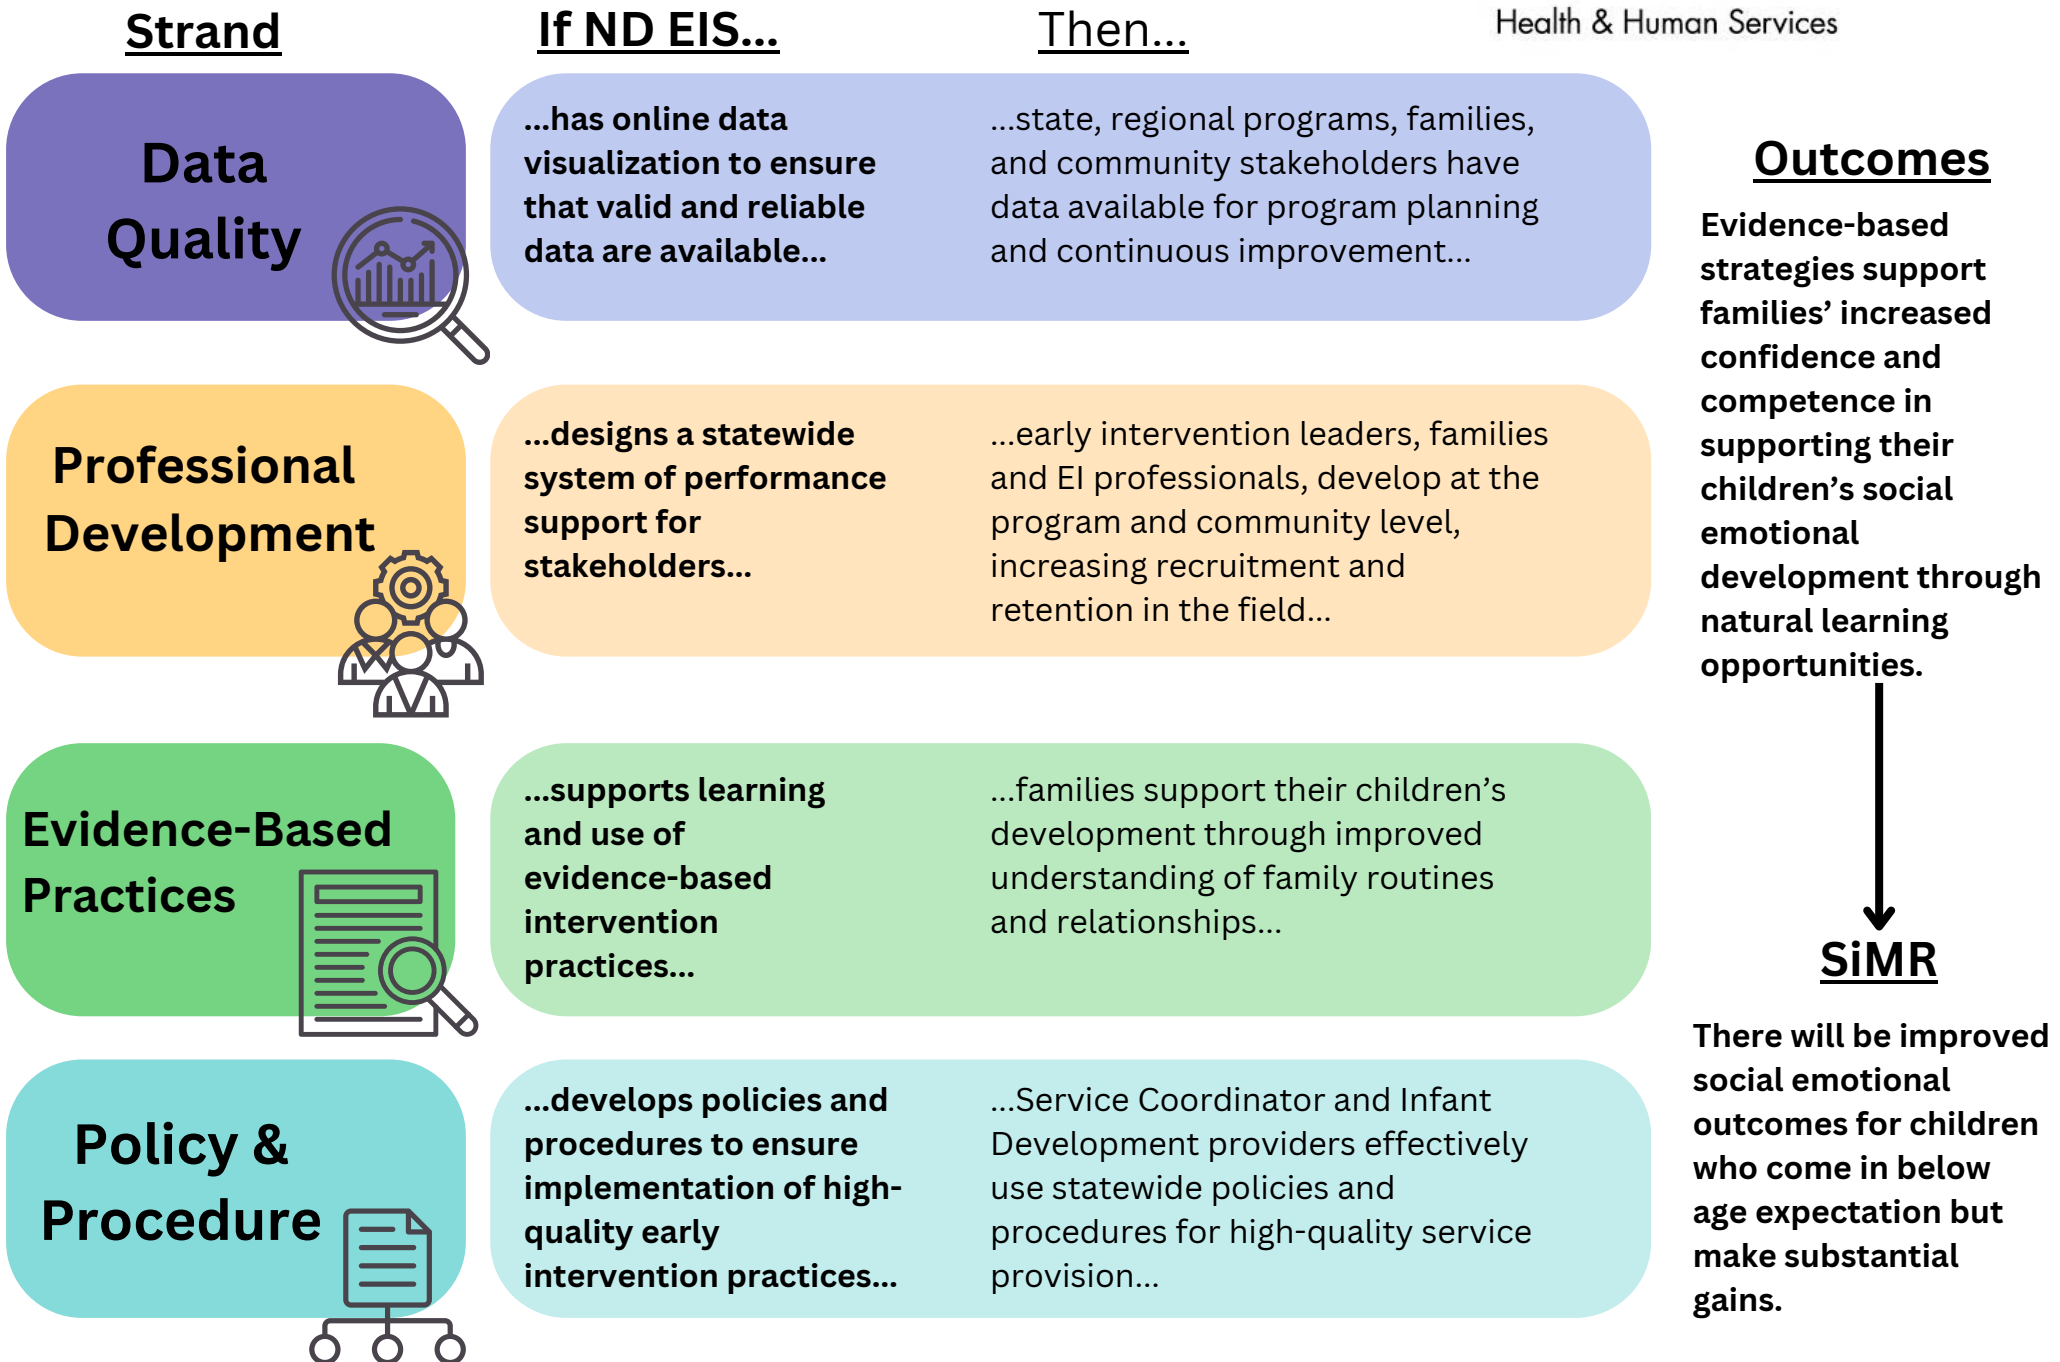 Strand
If ND EIS...
Then...
Health & Human Services
Data
Quality
...has online data
visualization to ensure
that valid and reliable
data are available...
...state, regional programs, families,
and community stakeholders have
data available for program planning
and continuous improvement...
Professional
Development
...designs a statewide
system of performance
support for
stakeholders...
...early intervention leaders, families
and EI professionals, develop at the
program and community level,
increasing recruitment and
retention in the field...
Evidence-Based
Practices
...supports learning
and use of
evidence-based
intervention
practices...
...families support their children’s
development through improved
understanding of family routines
and relationships...
Policy &
Procedure
...develops policies and
procedures to ensure
implementation of high-
quality early
intervention practices...
...Service Coordinator and Infant
Development providers effectively
use statewide policies and
procedures for high-quality service
provision...
Outcomes
Evidence-based
strategies support
families’ increased
confidence and
competence in
supporting their
children’s social
emotional
development through
natural learning
opportunities.
SiMR
There will be improved
social emotional
outcomes for children
who come in below
age expectation but
make substantial
gains.